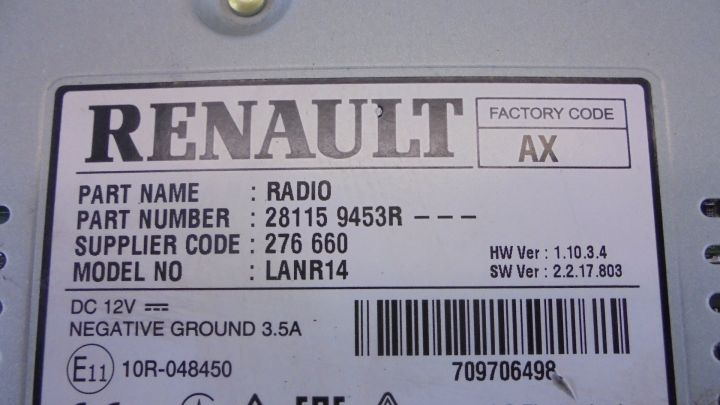 RENAULT
FACTORY CODE
AX
PART NAME : RADIO
PART NUMBER : 28115 9453R - - -
SUPPLIER CODE : 276 660
MODEL NO : LANR14
HW Ver : 1.10.3.4
SW Ver : 2.2.17.803
DC 12V
NEGATIVE GROUND 3.5A
E11 10R-048450
709706498